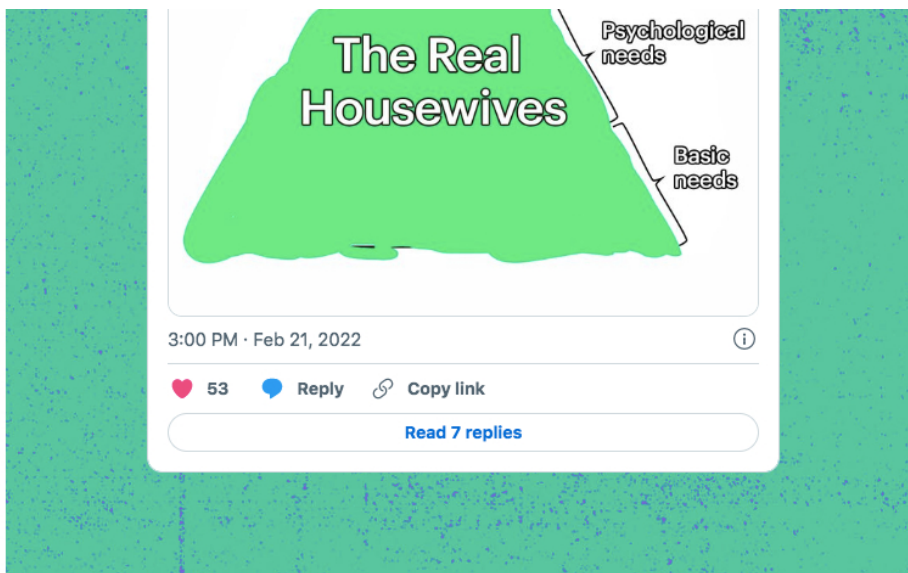 The Real
Housewives
Psychological
needs
Basic
needs
3:00 PM · Feb 21, 2022
53
Reply
Copy link
Read 7 replies